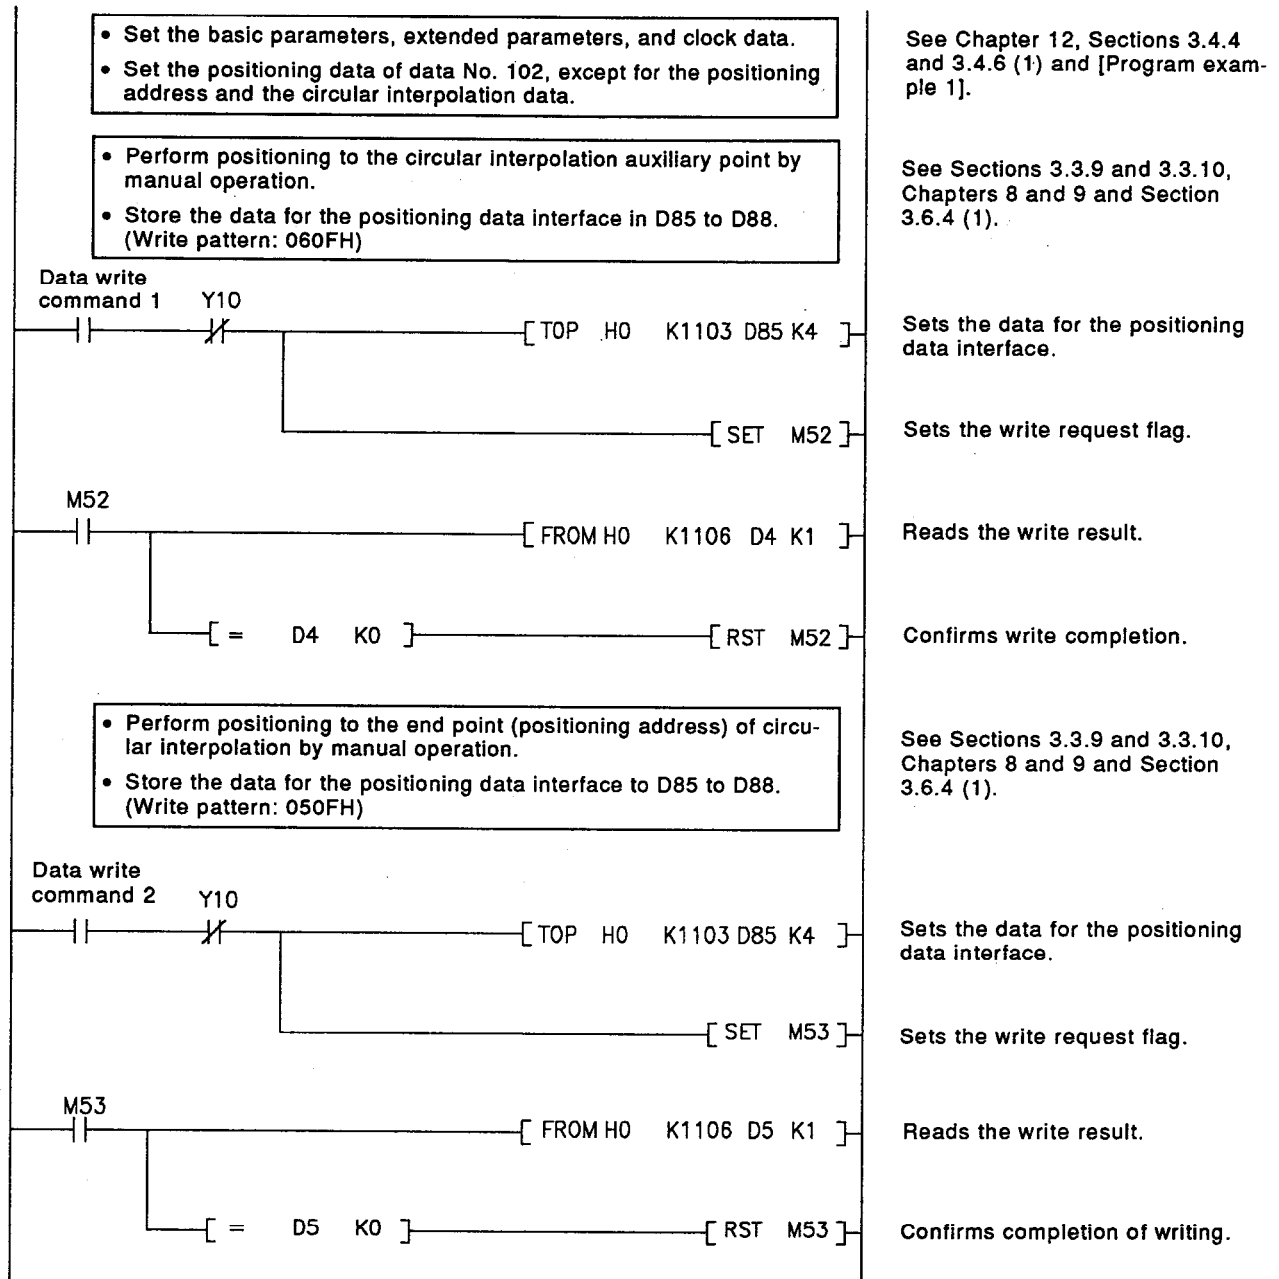 • Set the basic parameters, extended parameters, and clock data.
• Set the positioning data of data No. 102, except for the positioning
address and the circular interpolation data.
See Chapter 12, Sections 3.4.4
and 3.4.6 (1) and [Program exam-
ple 1].
• Perform positioning to the circular interpolation auxiliary point by
manual operation.
• Store the data for the positioning data interface in D85 to D88.
(Write pattern: 060FH)
See Sections 3.3.9 and 3.3.10,
Chapters 8 and 9 and Section
3.6.4 (1).
Data write
command 1 Y10
[ TOP H0 K1103 D85 K4 ]
Sets the data for the positioning
data interface.
[ SET M52 ]
Sets the write request flag.
M52
[ FROM H0 K1106 D4 K1 ]
Reads the write result.
[ = D4 K0 ] [ RST M52 ]
Confirms write completion.
• Perform positioning to the end point (positioning address) of circu-
lar interpolation by manual operation.
• Store the data for the positioning data interface to D85 to D88.
(Write pattern: 050FH)
See Sections 3.3.9 and 3.3.10,
Chapters 8 and 9 and Section
3.6.4 (1).
Data write
command 2 Y10
[ TOP H0 K1103 D85 K4 ]
Sets the data for the positioning
data interface.
[ SET M53 ]
Sets the write request flag.
M53
[ FROM H0 K1106 D5 K1 ]
Reads the write result.
[ = D5 K0 ] [ RST M53 ]
Confirms completion of writing.